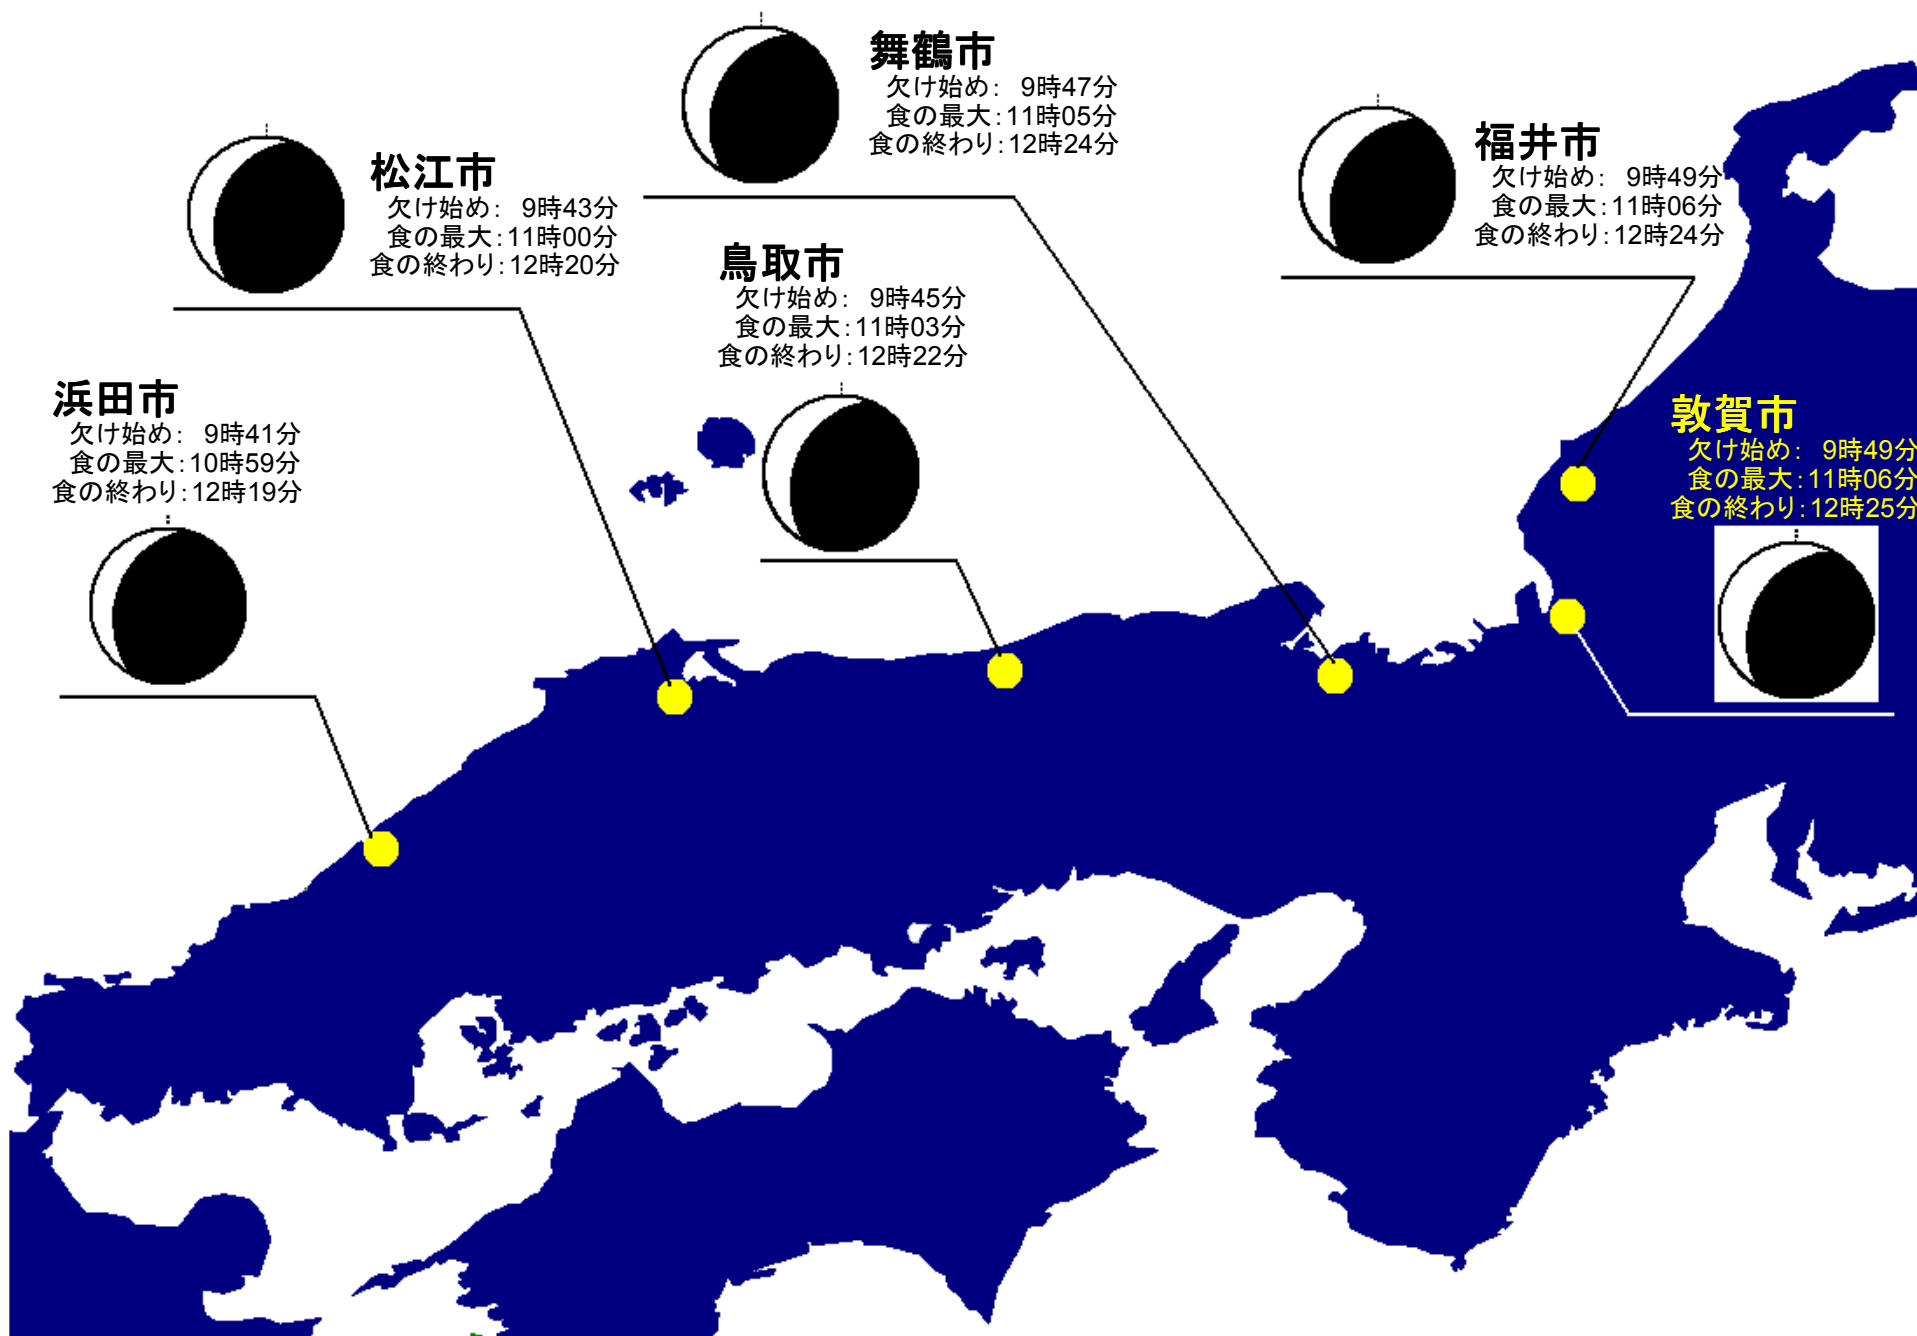 舞鶴市
欠け始め: 9時47分
食の最大:11時05分
食の終わり:12時24分
福井市
欠け始め: 9時49分
食の最大:11時06分
食の終わり:12時24分
松江市
欠け始め: 9時43分
食の最大:11時00分
食の終わり:12時20分
鳥取市
欠け始め: 9時45分
食の最大:11時03分
食の終わり:12時22分
浜田市
欠け始め: 9時41分
食の最大:10時59分
食の終わり:12時19分
敦賀市
欠け始め: 9時49分
食の最大:11時06分
食の終わり:12時25分